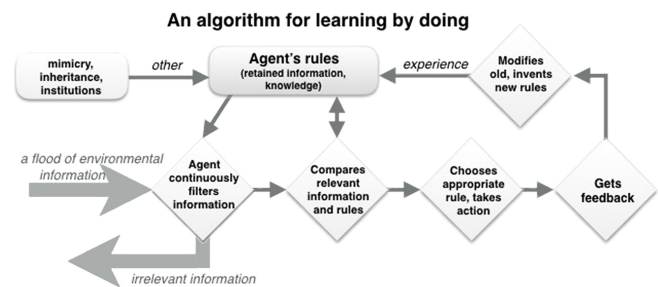 An algorithm for learning by doing
mimicry,
inheritance,
institutions
other
Agent's rules
(retained information,
knowledge)
experience
Modifies
old, invents
new rules
a flood of environmental
information
Agent
continuously
filters
information
Compares
relevant
information
and rules
Chooses
appropriate
rule, takes
action
Gets
feedback
irrelevant information